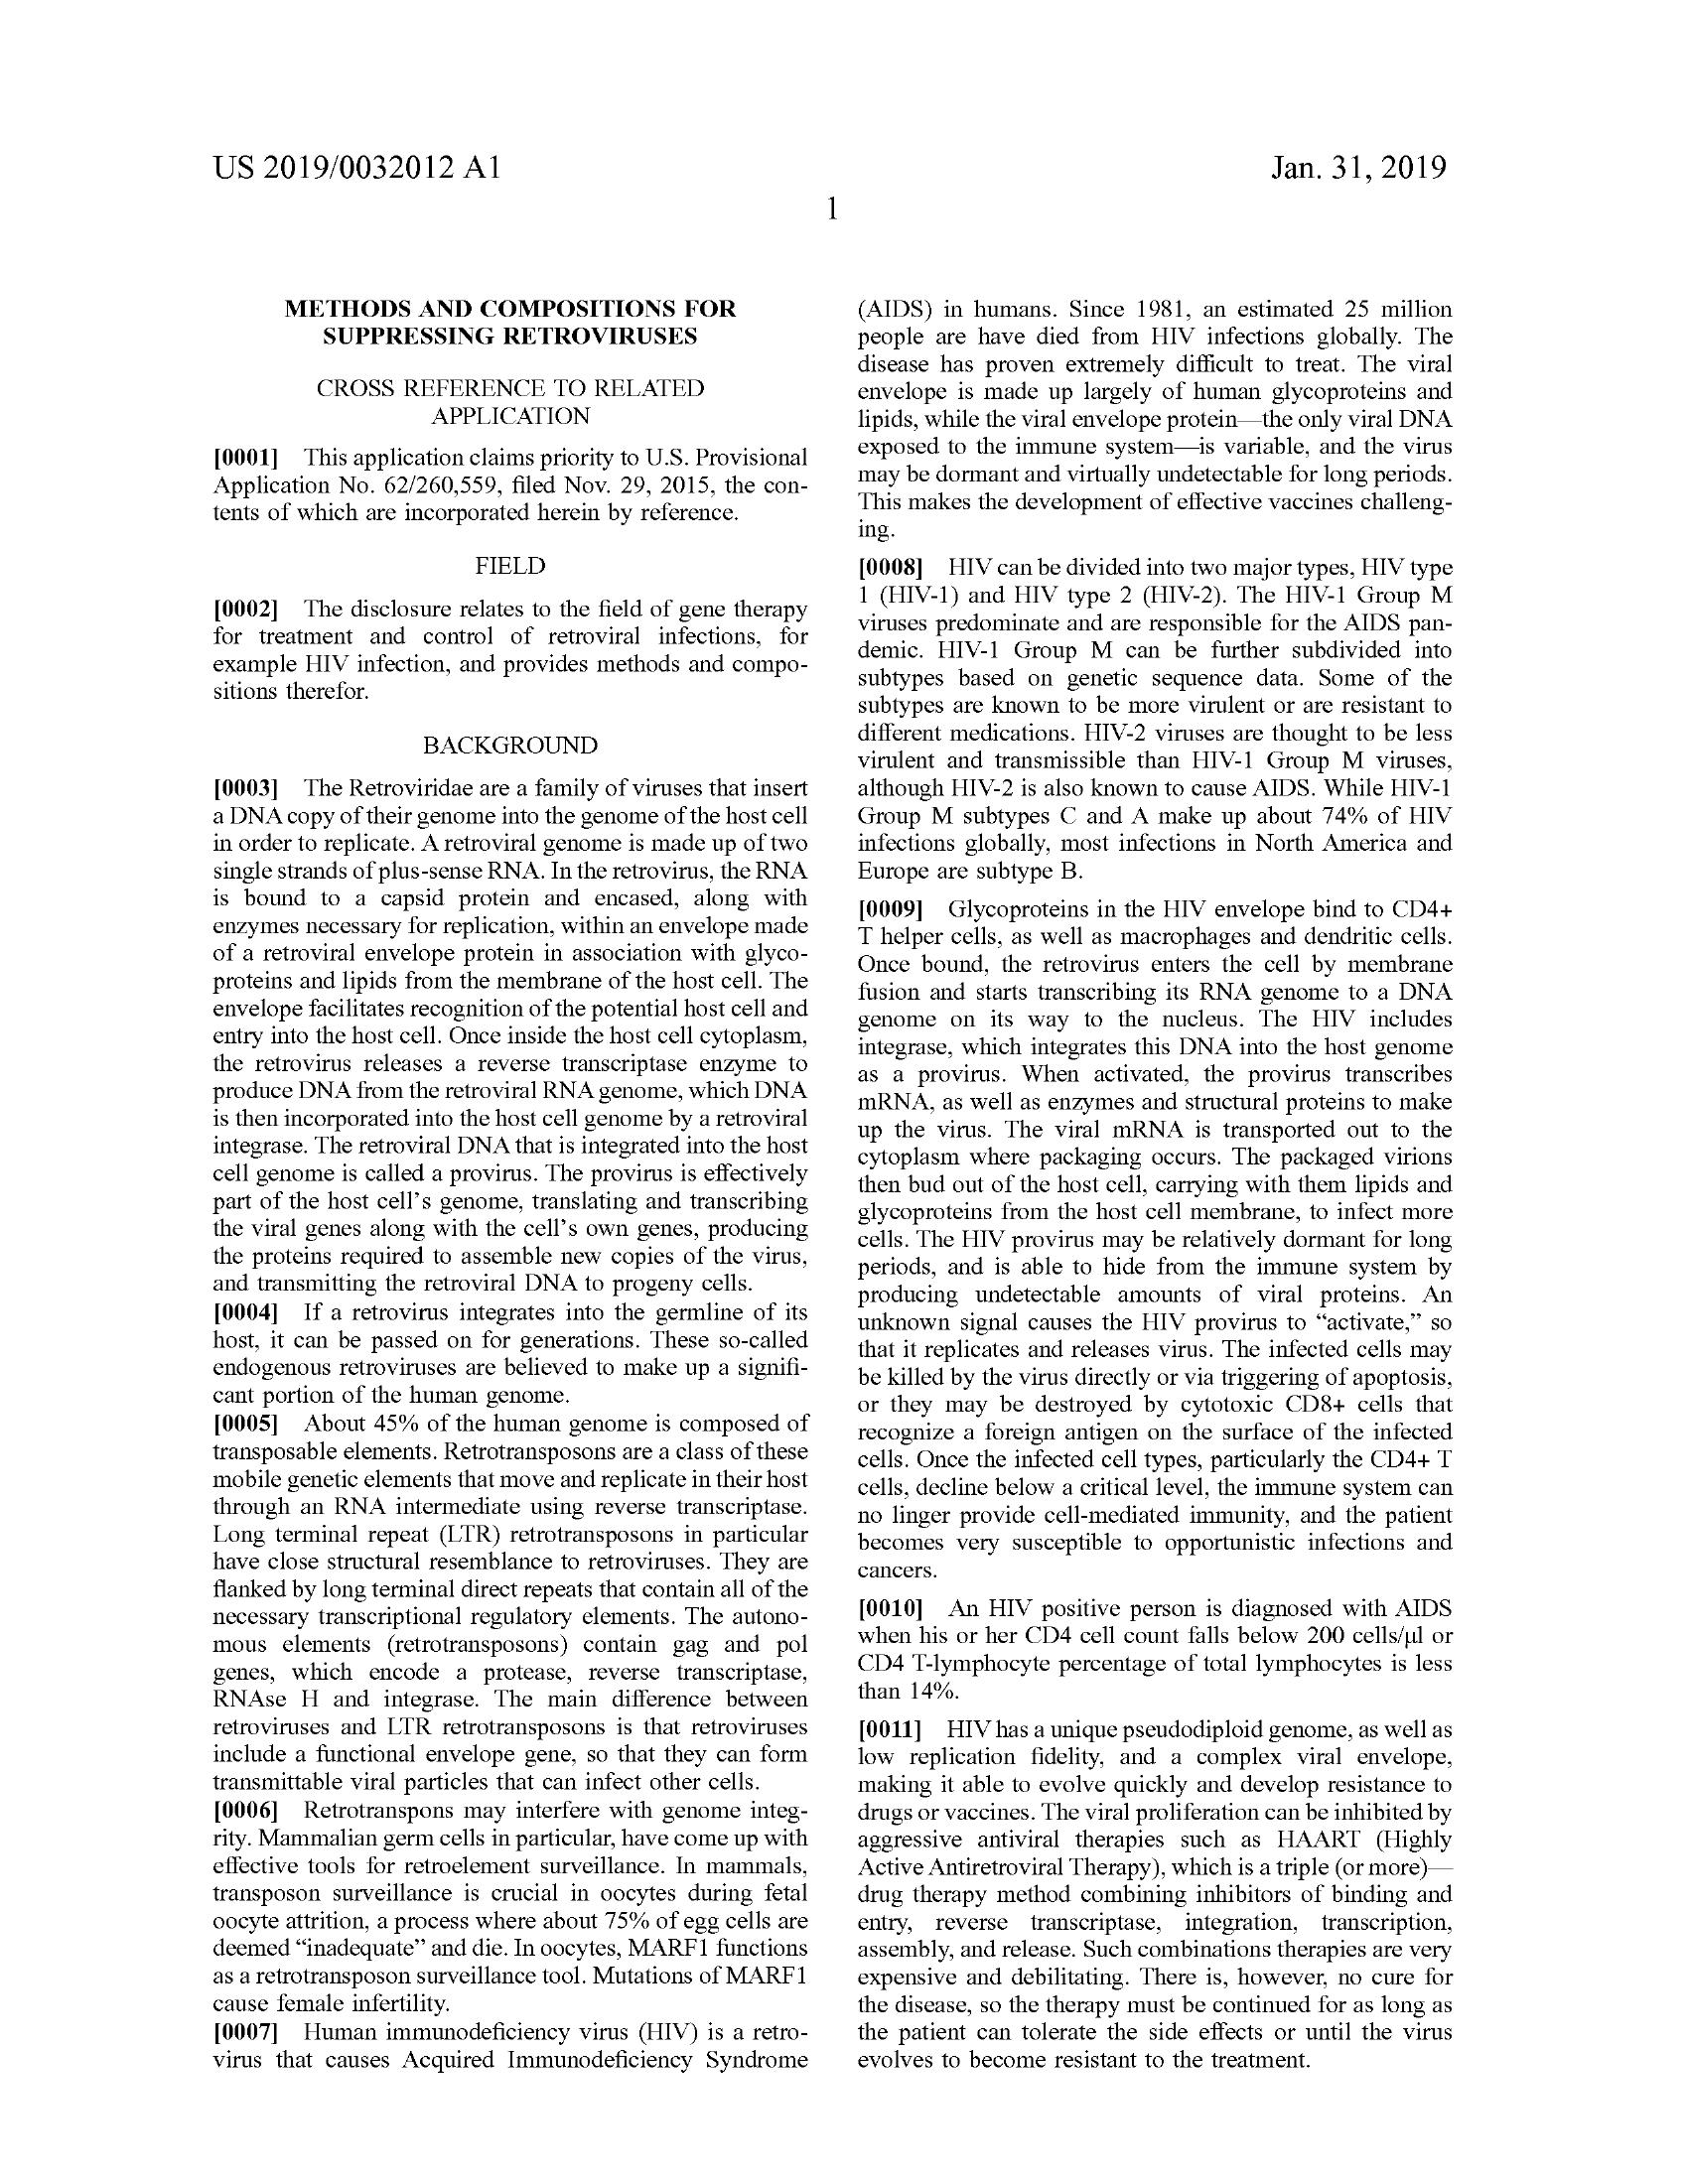 US 2019/0032012 A1
Jan. 31, 2019
1
METHODS AND COMPOSITIONS FOR
SUPPRESSING RETROVIRUSES
CROSS REFERENCE TO RELATED
APPLICATION
[0001] This application claims priority to U.S. Provisional
Application No. 62/260,559, filed Nov. 29, 2015, the con-
tents of which are incorporated herein by reference.
FIELD
[0002] The disclosure relates to the field of gene therapy
for treatment and control of retroviral infections, for
example HIV infection, and provides methods and compo-
sitions therefor.
BACKGROUND
[0003] The Retroviridae are a family of viruses that insert
a DNA copy of their genome into the genome of the host cell
in order to replicate. A retroviral genome is made up of two
single strands of plus-sense RNA. In the retrovirus, the RNA
is bound to a capsid protein and encased, along with
enzymes necessary for replication, within an envelope made
of a retroviral envelope protein in association with glyco-
proteins and lipids from the membrane of the host cell. The
envelope facilitates recognition of the potential host cell and
entry into the host cell. Once inside the host cell cytoplasm,
the retrovirus releases a reverse transcriptase enzyme to
produce DNA from the retroviral RNA genome, which DNA
is then incorporated into the host cell genome by a retroviral
integrase. The retroviral DNA that is integrated into the host
cell genome is called a provirus. The provirus is effectively
part of the host cell's genome, translating and transcribing
the viral genes along with the cell's own genes, producing
the proteins required to assemble new copies of the virus,
and transmitting the retroviral DNA to progeny cells.
[0004] If a retrovirus integrates into the germline of its
host, it can be passed on for generations. These so-called
endogenous retroviruses are believed to make up a signifi-
cant portion of the human genome.
[0005] About 45% of the human genome is composed of
transposable elements. Retrotransposons are a class of these
mobile genetic elements that move and replicate in their host
through an RNA intermediate using reverse transcriptase.
Long terminal repeat (LTR) retrotransposons in particular
have close structural resemblance to retroviruses. They are
flanked by long terminal direct repeats that contain all of the
necessary transcriptional regulatory elements. The autono-
mous elements (retrotransposons) contain gag and pol
genes, which encode a protease, reverse transcriptase,
RNAse H and integrase. The main difference between
retroviruses and LTR retrotransposons is that retroviruses
include a functional envelope gene, so that they can form
transmittable viral particles that can infect other cells.
[0006] Retrotranspons may interfere with genome integ-
rity. Mammalian germ cells in particular, have come up with
effective tools for retroelement surveillance. In mammals,
transposon surveillance is crucial in oocytes during fetal
oocyte attrition, a process where about 75% of egg cells are
deemed “inadequate” and die. In oocytes, MARF1 functions
as a retrotransposon surveillance tool. Mutations of MARF1
cause female infertility.
[0007] Human immunodeficiency virus (HIV) is a retro-
virus that causes Acquired Immunodeficiency Syndrome
(AIDS) in humans. Since 1981, an estimated 25 million
people are have died from HIV infections globally. The
disease has proven extremely difficult to treat. The viral
envelope is made up largely of human glycoproteins and
lipids, while the viral envelope protein—the only viral DNA
exposed to the immune system—is variable, and the virus
may be dormant and virtually undetectable for long periods.
This makes the development of effective vaccines challeng-
ing.
[0008] HIV can be divided into two major types, HIV type
1 (HIV-1) and HIV type 2 (HIV-2). The HIV-1 Group M
viruses predominate and are responsible for the AIDS pan-
demic. HIV-1 Group M can be further subdivided into
subtypes based on genetic sequence data. Some of the
subtypes are known to be more virulent or are resistant to
different medications. HIV-2 viruses are thought to be less
virulent and transmissible than HIV-1 Group M viruses,
although HIV-2 is also known to cause AIDS. While HIV-1
Group M subtypes C and A make up about 74% of HIV
infections globally, most infections in North America and
Europe are subtype B.
[0009] Glycoproteins in the HIV envelope bind to CD4+
T helper cells, as well as macrophages and dendritic cells.
Once bound, the retrovirus enters the cell by membrane
fusion and starts transcribing its RNA genome to a DNA
genome on its way to the nucleus. The HIV includes
integrase, which integrates this DNA into the host genome
as a provirus. When activated, the provirus transcribes
mRNA, as well as enzymes and structural proteins to make
up the virus. The viral mRNA is transported out to the
cytoplasm where packaging occurs. The packaged virions
then bud out of the host cell, carrying with them lipids and
glycoproteins from the host cell membrane, to infect more
cells. The HIV provirus may be relatively dormant for long
periods, and is able to hide from the immune system by
producing undetectable amounts of viral proteins. An
unknown signal causes the HIV provirus to “activate,” so
that it replicates and releases virus. The infected cells may
be killed by the virus directly or via triggering of apoptosis,
or they may be destroyed by cytotoxic CD8+ cells that
recognize a foreign antigen on the surface of the infected
cells. Once the infected cell types, particularly the CD4+ T
cells, decline below a critical level, the immune system can
no linger provide cell-mediated immunity, and the patient
becomes very susceptible to opportunistic infections and
cancers.
[0010] An HIV positive person is diagnosed with AIDS
when his or her CD4 cell count falls below 200 cells/µl or
CD4 T-lymphocyte percentage of total lymphocytes is less
than 14%.
[0011] HIV has a unique pseudodiploid genome, as well as
low replication fidelity, and a complex viral envelope,
making it able to evolve quickly and develop resistance to
drugs or vaccines. The viral proliferation can be inhibited by
aggressive antiviral therapies such as HAART (Highly
Active Antiretroviral Therapy), which is a triple (or more)—
drug therapy method combining inhibitors of binding and
entry, reverse transcriptase, integration, transcription,
assembly, and release. Such combinations therapies are very
expensive and debilitating. There is, however, no cure for
the disease, so the therapy must be continued for as long as
the patient can tolerate the side effects or until the virus
evolves to become resistant to the treatment.